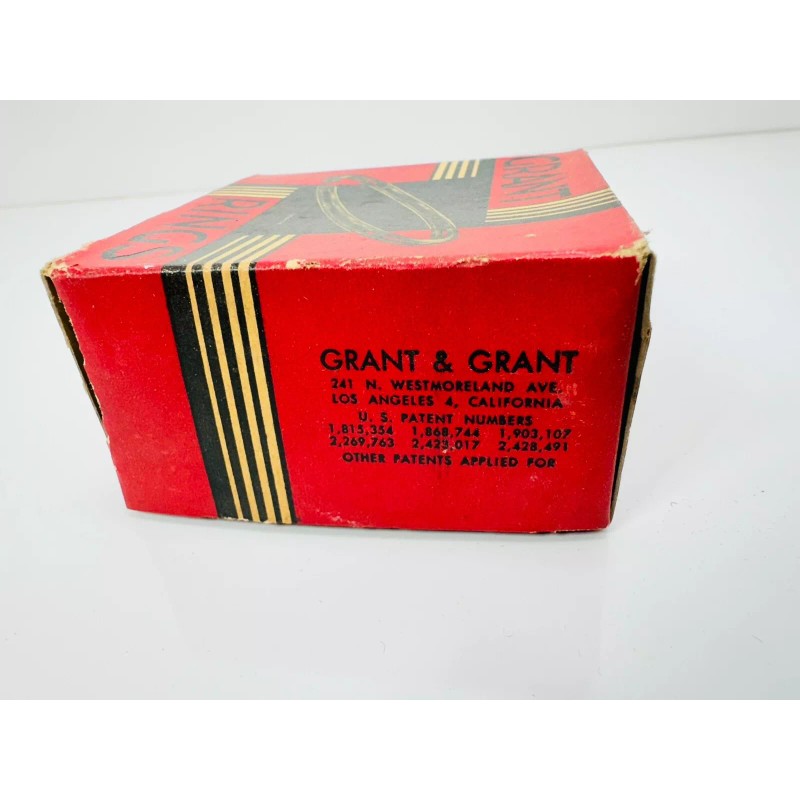 GRANT
RINGS
GRANT & GRANT
241 N. WESTMORELAND AVE.
LOS ANGELES 4, CALIFORNIA
U. S. PATENT NUMBERS
1,815,354 1,868,744 1,903,107
2,269,763 2,423,017 2,428,491
OTHER PATENTS APPLIED FOR